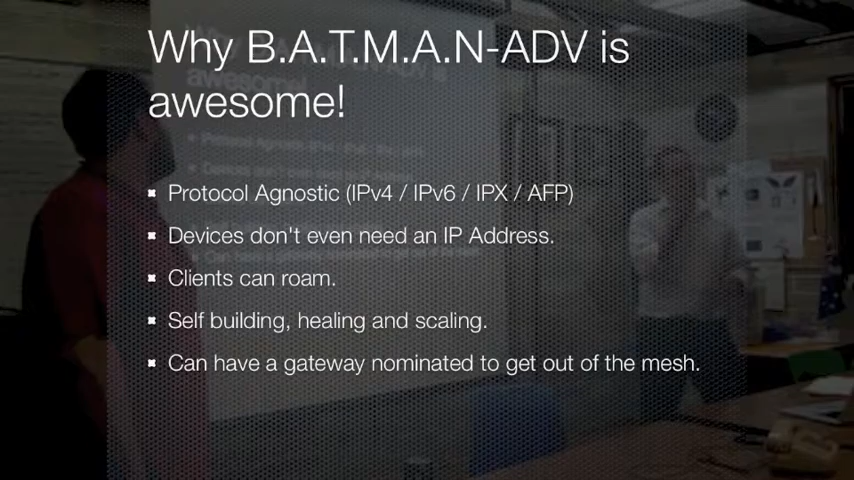 Why B.A.T.M.A.N-ADV is
awesome!
Protocol Agnostic (IPv4 / IPv6 / IPX / AFP)
Devices don't even need an IP Address.
Clients can roam.
Self building, healing and scaling.
Can have a gateway nominated to get out of the mesh.